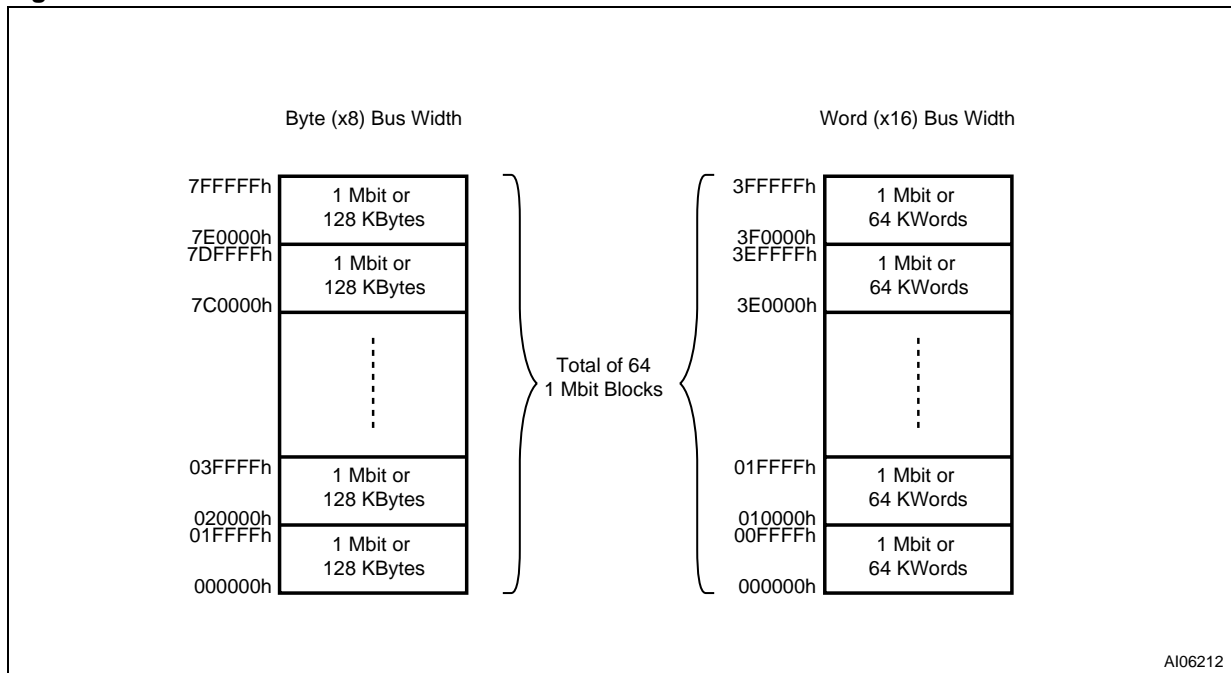 Byte (x8) Bus Width
7FFFFFh
1 Mbit or
128 KBytes
7E0000h
7DFFFFh
1 Mbit or
128 KBytes
7C0000h
03FFFFh
1 Mbit or
128 KBytes
020000h
01FFFFh
1 Mbit or
128 KBytes
000000h
Total of 64
1 Mbit Blocks
Word (x16) Bus Width
3FFFFFh
1 Mbit or
64 KWords
3F0000h
3EFFFFh
1 Mbit or
64 KWords
3E0000h
01FFFFh
1 Mbit or
64 KWords
010000h
00FFFFh
1 Mbit or
64 KWords
000000h
AI06212